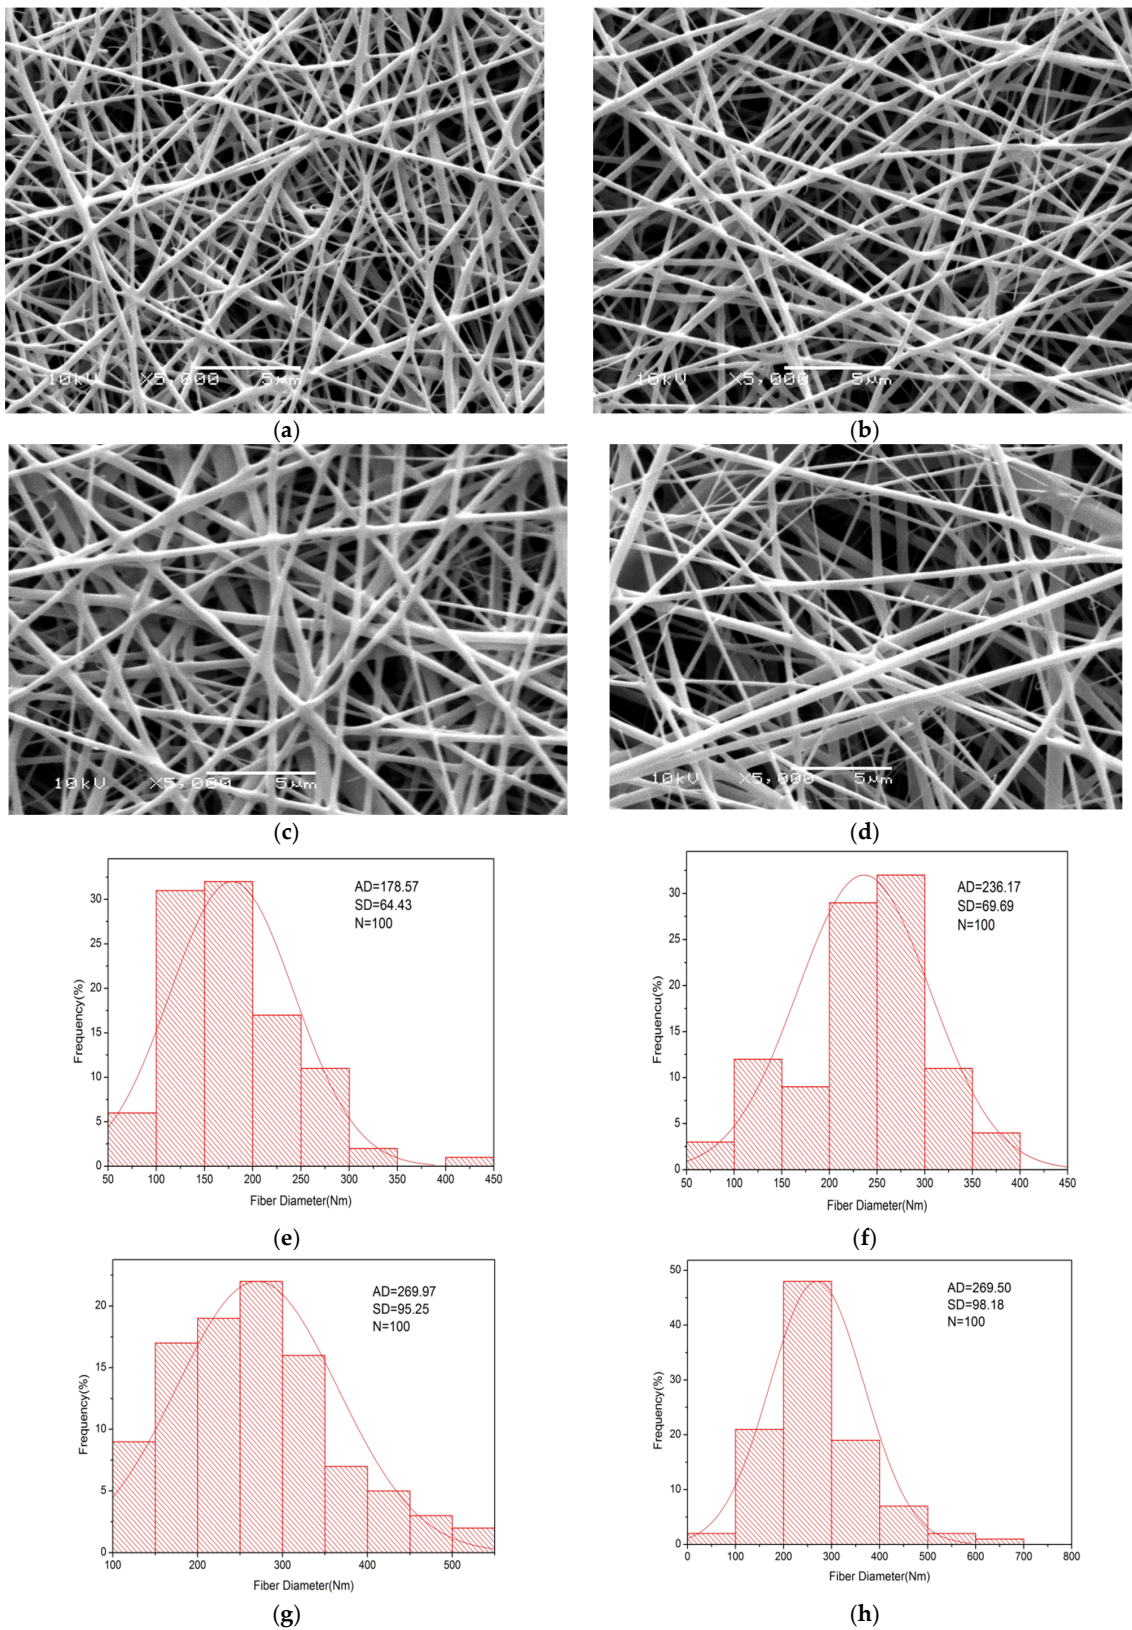 10kV X5,000 5µm
10kV X5,000 5µm
(a)
(b)
10kV X5,000 5µm
10kV X5,000 5µm
(c)
(d)
AD=178.57
SD=64.43
N=100
Frequency(%)
30
25
20
15
10
5
0
50 100 150 200 250 300 350 400 450
Fiber Diameter(Nm)
(e)
AD=236.17
SD=69.69
N=100
Frequencu(%)
30
25
20
15
10
5
0
50 100 150 200 250 300 350 400 450
Fiber Diameter(Nm)
(f)
AD=269.97
SD=95.25
N=100
Frequency(%)
20
15
10
5
0
100 200 300 400 500
Fiber Diameter(Nm)
(g)
AD=269.50
SD=98.18
N=100
Frequency(%)
50
40
30
20
10
0
0 100 200 300 400 500 600 700 800
Fiber Diameter(Nm)
(h)